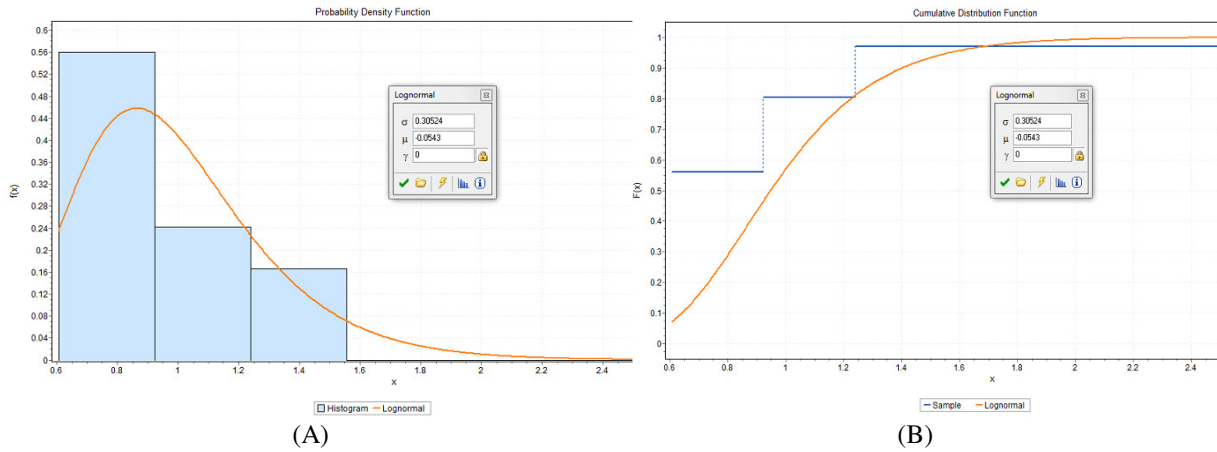 Probability Density Function
0.6
0.56
0.52
0.48
0.44
0.4
0.36
0.32
0.28
0.24
0.2
0.16
0.12
0.08
0.04
0
f(x)
0.6 0.8 1 1.2 1.4 1.6 1.8 2 2.2 2.4
x
Lognormal
σ 0.30524
μ -0.0543
γ 0
Histogram Lognormal
(A)
Cumulative Distribution Function
1
0.9
0.8
0.7
0.6
0.5
0.4
0.3
0.2
0.1
0
F(x)
0.6 0.8 1 1.2 1.4 1.6 1.8 2 2.2 2.4
x
Lognormal
σ 0.30524
μ -0.0543
γ 0
Sample Lognormal
(B)